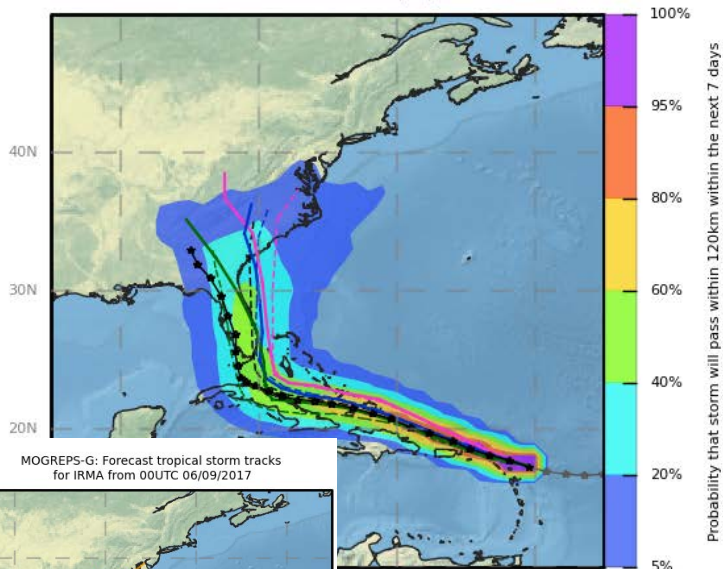 100%
95%
80%
60%
40%
20%
5%
Probability that storm will pass within 120km within the next 7 days
40N
30N
20N
MOGREPS-G: Forecast tropical storm tracks
for IRMA from 00UTC 06/09/2017